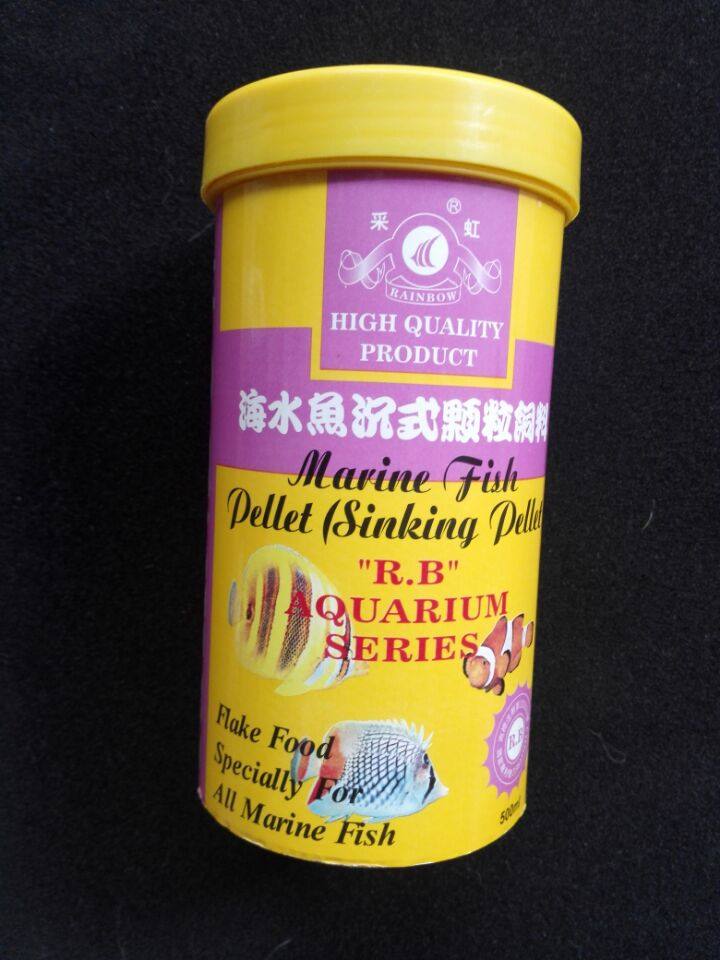 采 ® 虹
RAINBOW
HIGH QUALITY
PRODUCT
海水魚沉式顆粒飼料
Marine Fish
Pellet (Sinking Pellet
"R.B"
AQUARIUM
SERIES
Flake Food
Specially For
All Marine Fish
R.B
500ml